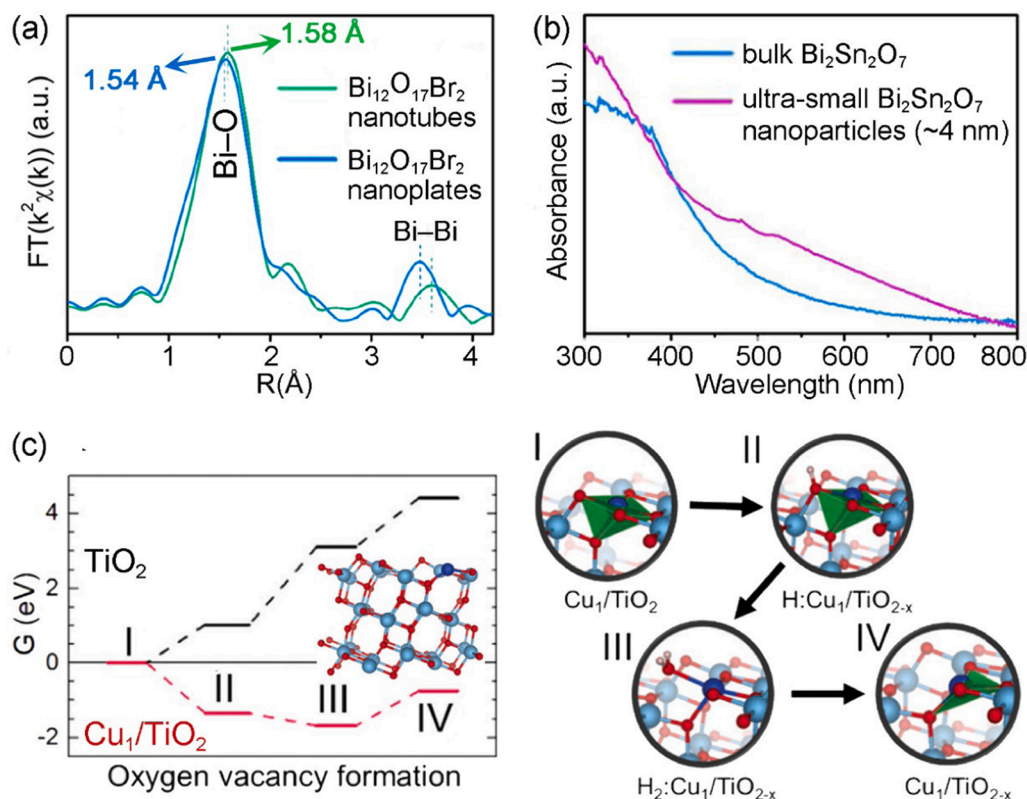 (a)
1.58 Å
1.54 Å
Bi₁₂O₁₇Br₂
nanotubes
Bi₁₂O₁₇Br₂
nanoplates
Bi–O
Bi–Bi
FT(k²χ(k)) (a.u.)
0 1 2 3 4
R(Å)
(b)
bulk Bi₂Sn₂O₇
ultra-small Bi₂Sn₂O₇
nanoparticles (~4 nm)
Absorbance (a.u.)
300 400 500 600 700 800
Wavelength (nm)
(c)
4
2
0
-2
G (eV)
TiO₂
Cu₁/TiO₂
I
II
III
IV
Oxygen vacancy formation
I
II
Cu₁/TiO₂
H:Cu₁/TiO₂₋ₓ
III
IV
H₂:Cu₁/TiO₂₋ₓ
Cu₁/TiO₂₋ₓ